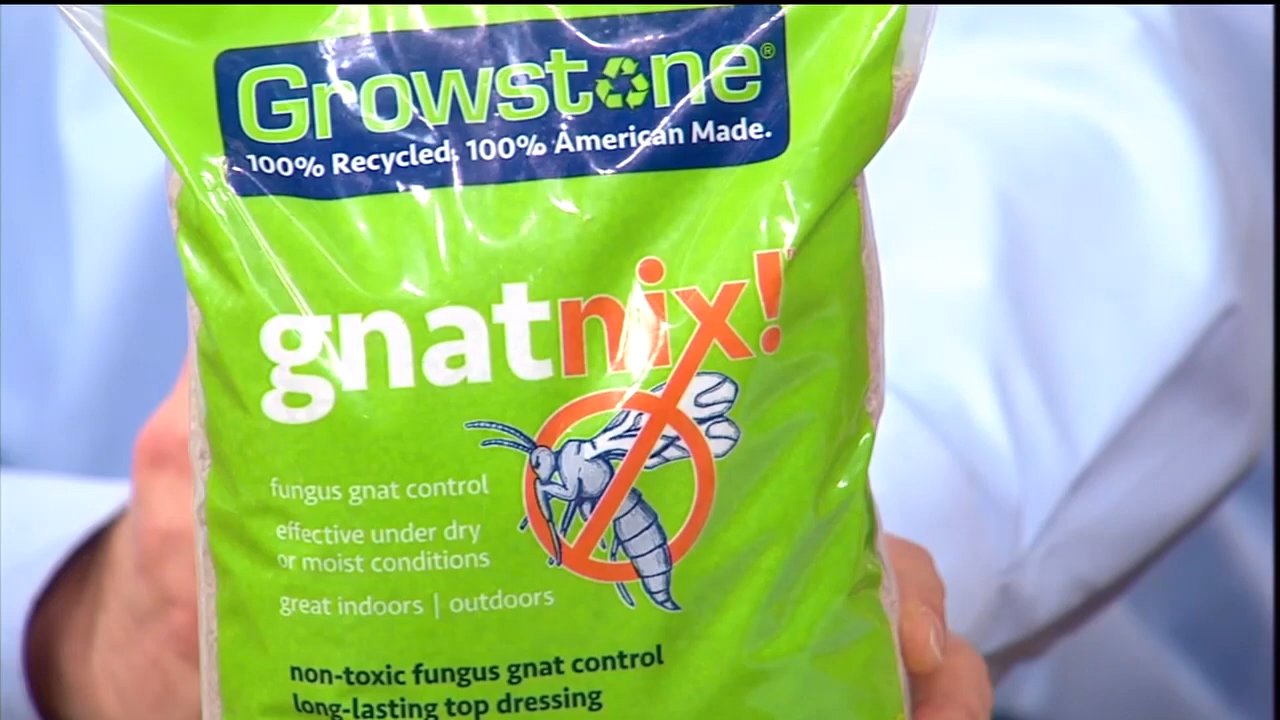 Growstone®
100% Recycled. 100% American Made.
gnatnix!
fungus gnat control
effective under dry
or moist conditions
great indoors | outdoors
non-toxic fungus gnat control
long-lasting top dressing